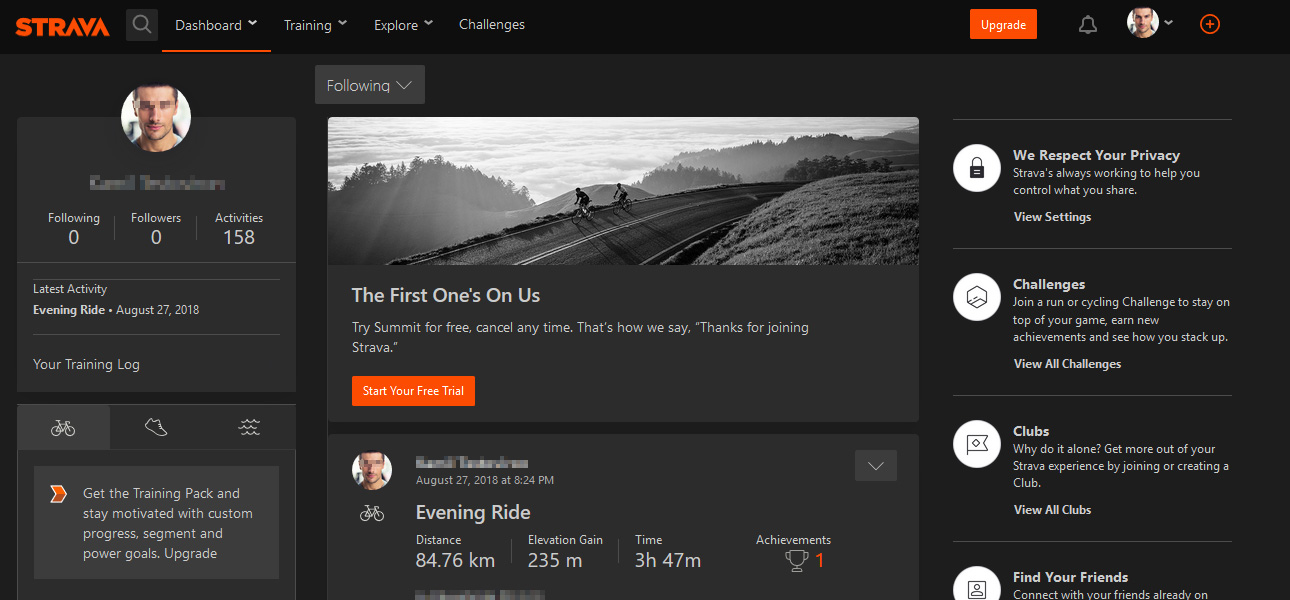 STRAVA
Dashboard
Training
Explore
Challenges
Upgrade
Following
Following
0
Followers
0
Activities
158
Latest Activity
Evening Ride • August 27, 2018
Your Training Log
Get the Training Pack and
stay motivated with custom
progress, segment and
power goals. Upgrade
The First One's On Us
Try Summit for free, cancel any time. That’s how we say, “Thanks for joining
Strava.”
Start Your Free Trial
August 27, 2018 at 8:24 PM
Evening Ride
Distance
84.76 km
Elevation Gain
235 m
Time
3h 47m
Achievements
1
We Respect Your Privacy
Strava's always working to help you
control what you share.
View Settings
Challenges
Join a run or cycling Challenge to stay on
top of your game, earn new
achievements and see how you stack up.
View All Challenges
Clubs
Why do it alone? Get more out of your
Strava experience by joining or creating a
Club.
View All Clubs
Find Your Friends
Connect with your friends already on